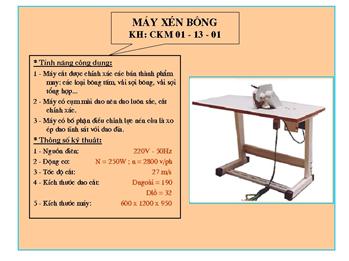 MÁY XÉN BÔNG
KH: CKM 01 - 13 - 01
* Tính năng công dụng:
1 - Máy cắt được chính xác các bán thành phẩm
may: các loại bông tấm, vải sợi bông, vải sợi
tổng hợp...
2 - Máy có cụm mài dao nên dao luôn sắc, cắt
chính xác.
3 - Máy có bộ phận điều chỉnh lực nén của lò xo
ép dao tinh sát với dao đĩa.
* Thông số kỹ thuật:
1 - Nguồn điện: 220V - 50Hz
2 - Động cơ: N = 250W ; n = 2800 v/ph
3 - Tốc độ cắt: 27 m/s
4 - Kích thước dao cắt: Dngoài = 190
Dlỗ = 32
5 - Kích thước máy: 600 x 1200 x 950